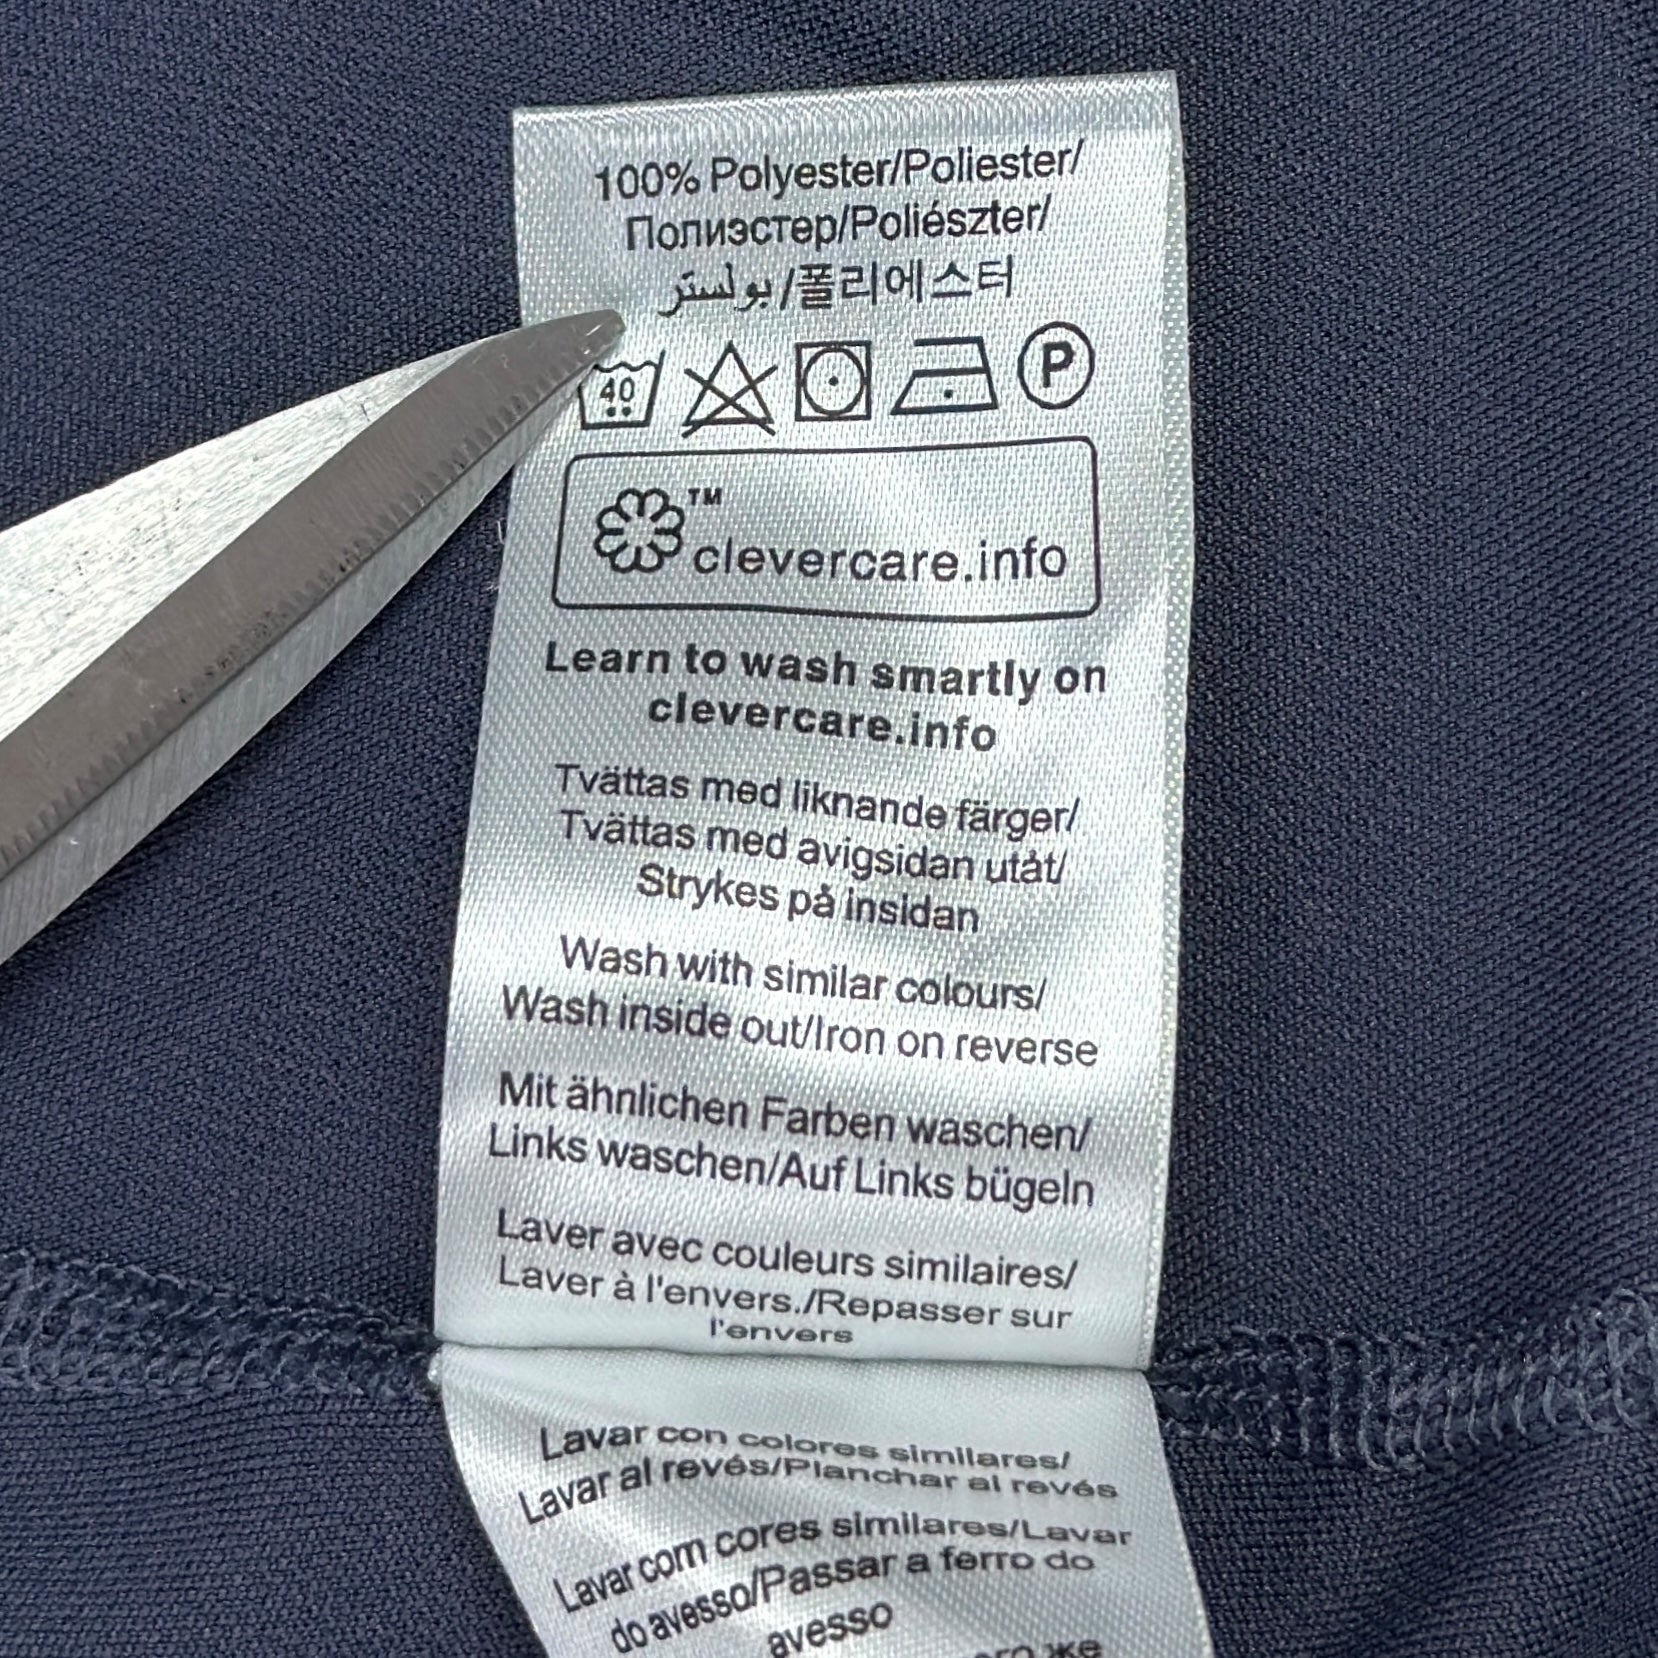 100% Polyester/Poliester/
Полиэстер/Poliészter/
بولستر/폴리에스터
40
P
™
clevercare.info
Learn to wash smartly on
clevercare.info
Tvättas med liknande färger/
Tvättas med avigsidan utåt/
Strykes på insidan
Wash with similar colours/
Wash inside out/Iron on reverse
Mit ähnlichen Farben waschen/
Links waschen/Auf Links bügeln
Laver avec couleurs similaires/
Laver à l'envers./Repasser sur
l'envers
Lavar con colores similares/
Lavar al revés/Planchar al revés
Lavar com cores similares/Lavar
do avesso/Passar a ferro do
avesso
же